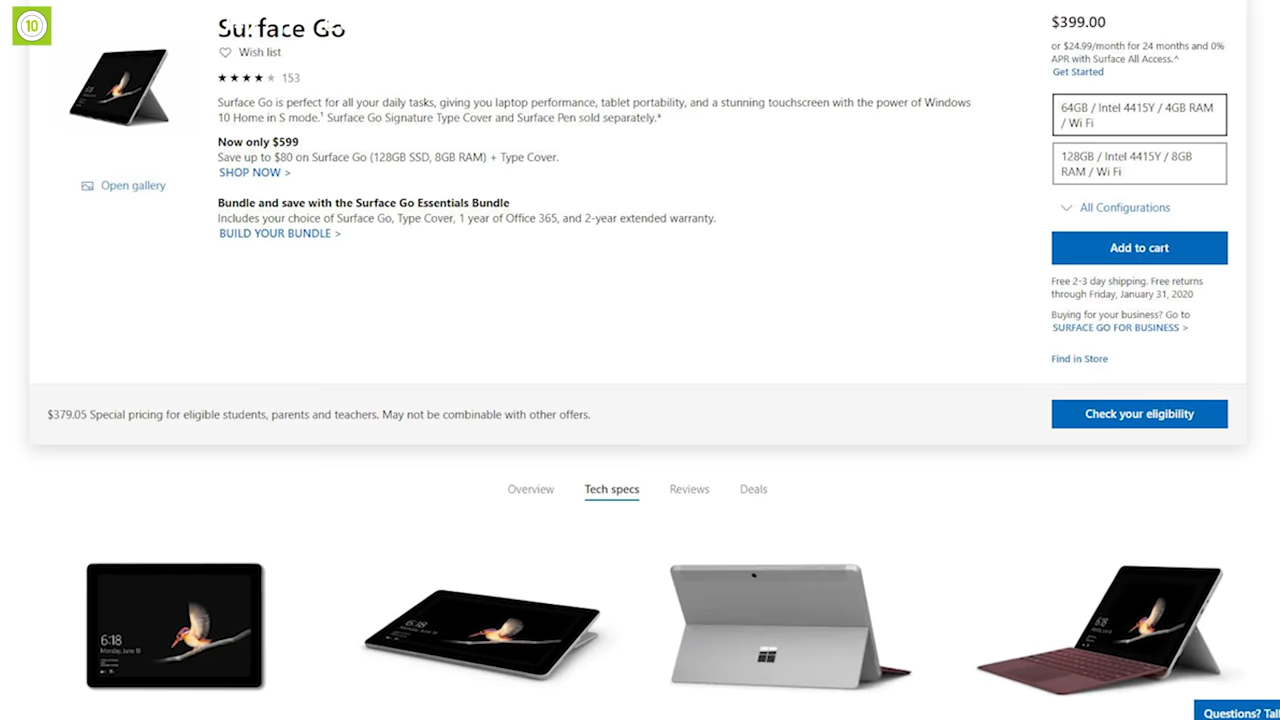 10
Surface Go
Wish list
153
Surface Go is perfect for all your daily tasks, giving you laptop performance, tablet portability, and a stunning touchscreen with the power of Windows
10 Home in S mode.¹ Surface Go Signature Type Cover and Surface Pen sold separately.*
Now only $599
Save up to $80 on Surface Go (128GB SSD, 8GB RAM) + Type Cover.
SHOP NOW >
Open gallery
Bundle and save with the Surface Go Essentials Bundle
Includes your choice of Surface Go, Type Cover, 1 year of Office 365, and 2-year extended warranty.
BUILD YOUR BUNDLE >
$399.00
or $24.99/month for 24 months and 0%
APR with Surface All Access.^
Get Started
64GB / Intel 4415Y / 4GB RAM
/ Wi Fi
128GB / Intel 4415Y / 8GB
RAM / Wi Fi
All Configurations
Add to cart
Free 2-3 day shipping. Free returns
through Friday, January 31, 2020
Buying for your business? Go to
SURFACE GO FOR BUSINESS >
Find in Store
$379.05 Special pricing for eligible students, parents and teachers. May not be combinable with other offers.
Check your eligibility
Overview
Tech specs
Reviews
Deals
6:18
Monday, June 18
6:18
6:18
Questions? Tal